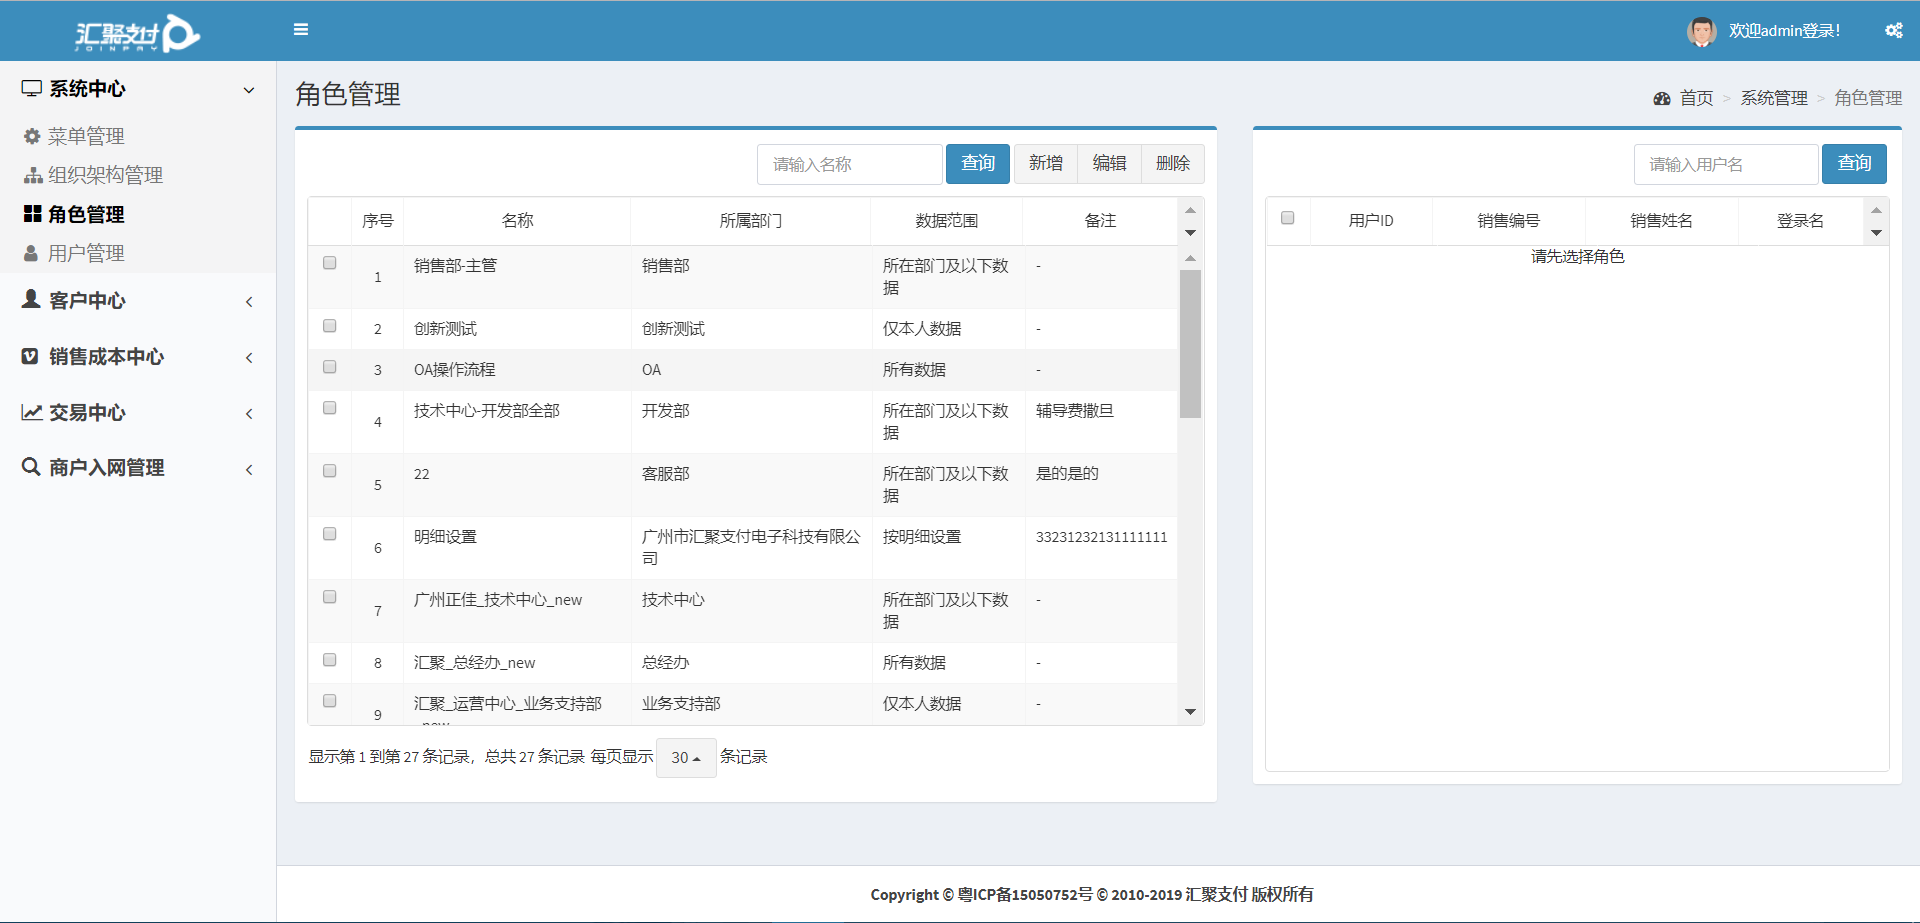 汇聚支付
JOINPAY
欢迎admin登录!
系统中心
菜单管理
组织架构管理
角色管理
用户管理
客户中心
销售成本中心
交易中心
商户入网管理
角色管理
首页 > 系统管理 > 角色管理
请输入名称 查询 新增 编辑 删除
序号 名称 所属部门 数据范围 备注
1 销售部-主管 销售部 所在部门及以下数
据 -
2 创新测试 创新测试 仅本人数据 -
3 OA操作流程 OA 所有数据 -
4 技术中心-开发部全部 开发部 所在部门及以下数
据 辅导费撒旦
5 22 客服部 所在部门及以下数
据 是的是的
6 明细设置 广州市汇聚支付电子科技有限公
司 按明细设置 33231232131111111
7 广州正佳_技术中心_new 技术中心 所在部门及以下数
据 -
8 汇聚_总经办_new 总经办 所有数据 -
9 汇聚_运营中心_业务支持部
_new 业务支持部 仅本人数据 -
显示第 1 到第 27 条记录，总共 27 条记录 每页显示 30 条记录
请输入用户名 查询
用户ID 销售编号 销售姓名 登录名
请先选择角色
Copyright © 粤ICP备15050752号 © 2010-2019 汇聚支付 版权所有